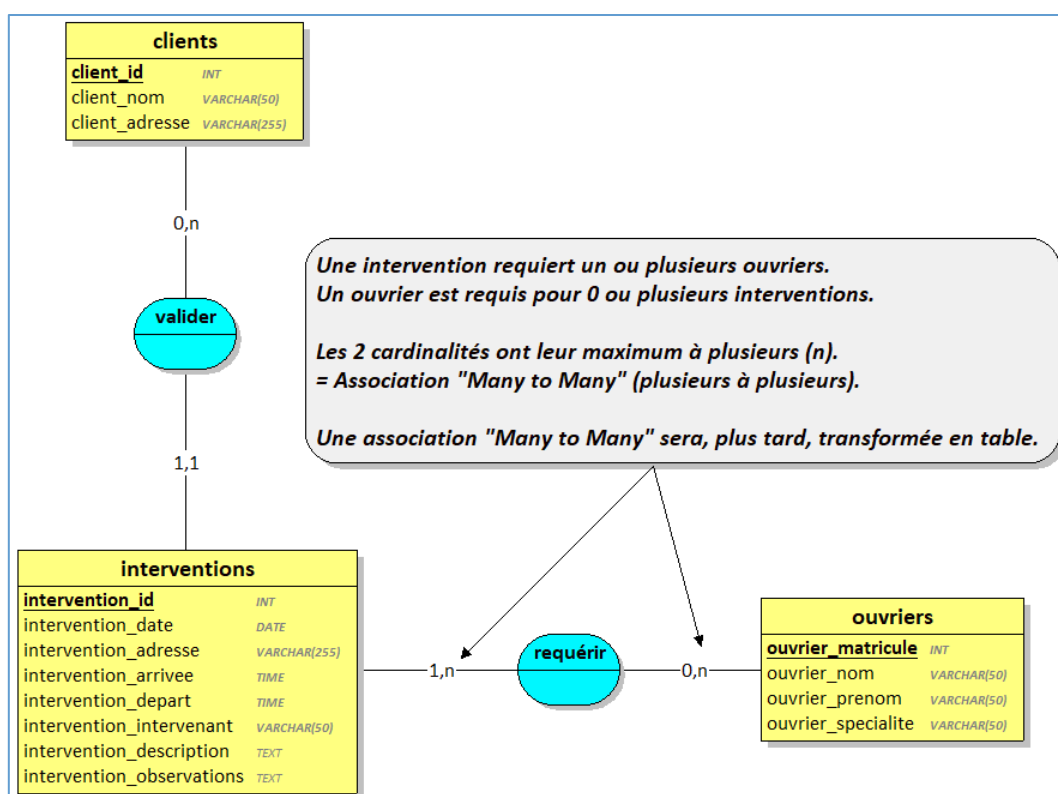 clients
client_id INT
client_nom VARCHAR(50)
client_adresse VARCHAR(255)
0,n
valider
1,1
Une intervention requiert un ou plusieurs ouvriers.
Un ouvrier est requis pour 0 ou plusieurs interventions.
Les 2 cardinalités ont leur maximum à plusieurs (n).
= Association "Many to Many" (plusieurs à plusieurs).
Une association "Many to Many" sera, plus tard, transformée en table.
interventions
intervention_id INT
intervention_date DATE
intervention_adresse VARCHAR(255)
intervention_arrivee TIME
intervention_depart TIME
intervention_intervenant VARCHAR(50)
intervention_description TEXT
intervention_observations TEXT
1,n
requérir
0,n
ouvriers
ouvrier_matricule INT
ouvrier_nom VARCHAR(50)
ouvrier_prenom VARCHAR(50)
ouvrier_specialite VARCHAR(50)